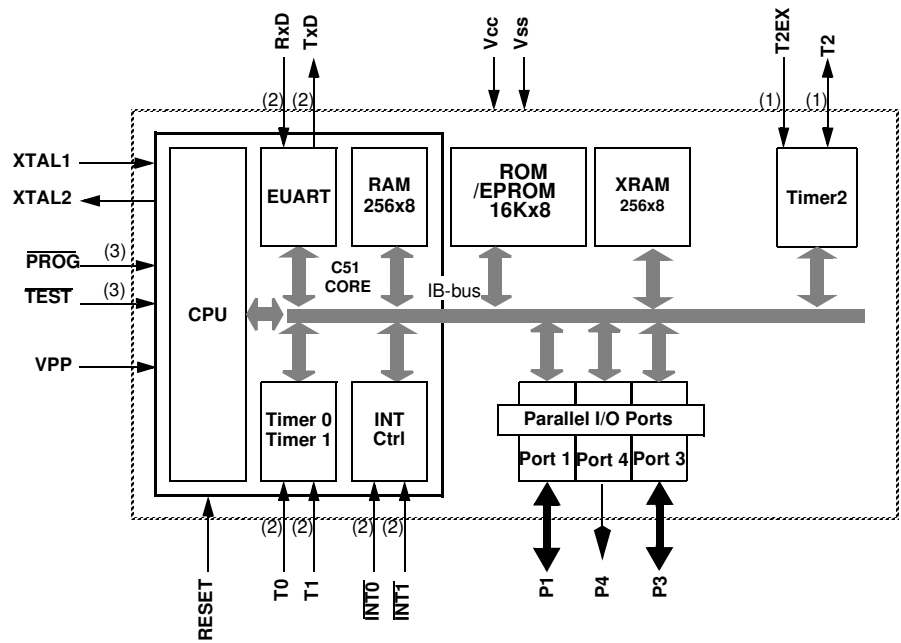 RxD
TxD
Vcc
Vss
T2EX
T2
(2) (2)
(1) (1)
XTAL1
XTAL2
PROG (3)
TEST (3)
VPP
CPU
EUART
RAM
256x8
C51
CORE
IB-bus
ROM
/EPROM
16Kx8
XRAM
256x8
Timer2
Timer 0
Timer 1
INT
Ctrl
Parallel I/O Ports
Port 1 Port 4 Port 3
(2) (2) (2) (2)
RESET
T0
T1
INT0
INT1
P1
P4
P3